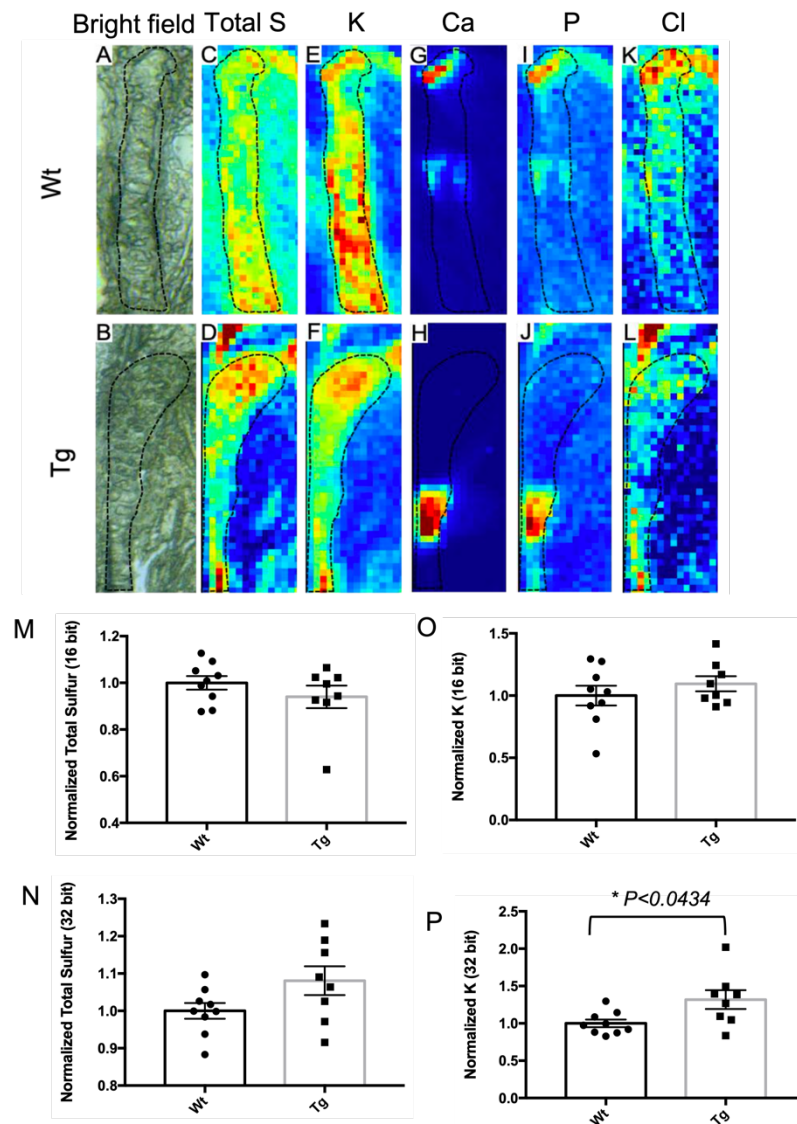 Bright field Total S K Ca P Cl
A C E G I K
Wt
B D F H J L
Tg
M
Normalized Total Sulfur (16 bit)
1.2
1.0
0.8
0.6
0.4
Wt Tg
O
Normalized K (16 bit)
1.5
1.0
0.5
0.0
Wt Tg
N
Normalized Total Sulfur (32 bit)
1.3
1.2
1.1
1.0
0.9
0.8
Wt Tg
P
* P<0.0434
Normalized K (32 bit)
2.5
2.0
1.5
1.0
0.5
0.0
Wt Tg